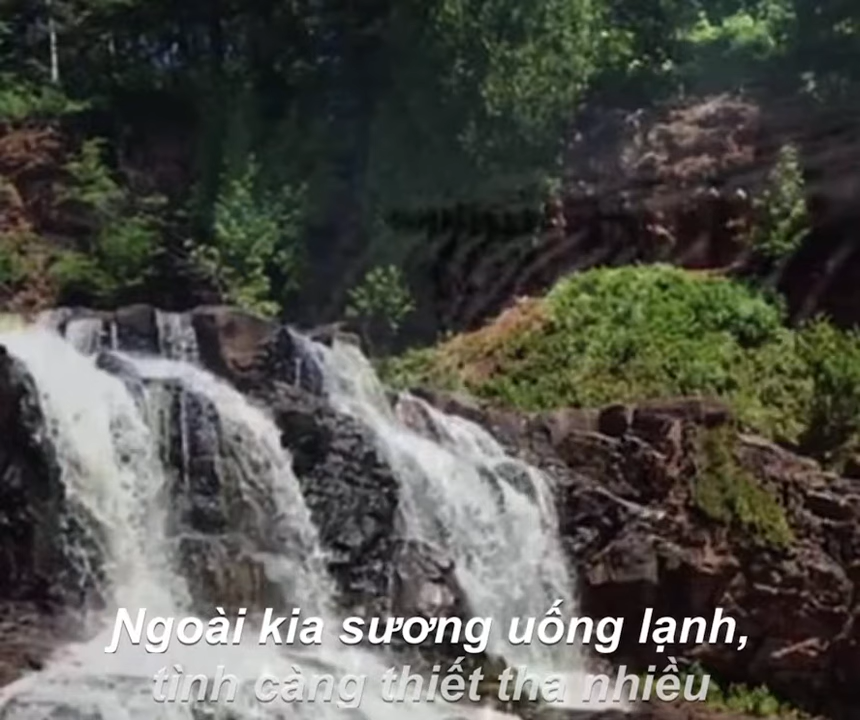 Ngoài kia sương uống lạnh,
tình càng thiết tha nhiều